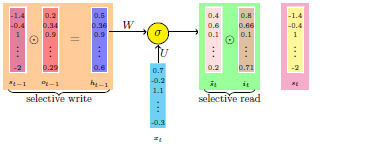 -1.4 0.2 0.5 W 0.4 0.8 -1.4
-0.4 0.34 0.36 σ 0.6 0.66 -0.4
1 ⊙ 0.9 = 0.9 1 ⊙ 0.1 1
⋮ ⋮ ⋮ U ⋮ ⋮ ⋮
-2 0.29 0.6 0.2 0.71 -2
s_{t-1} o_{t-1} h_{t-1} s̃_t i_t s_t
selective write selective read
0.7
-0.2
1.1
⋮
-0.3
x_t